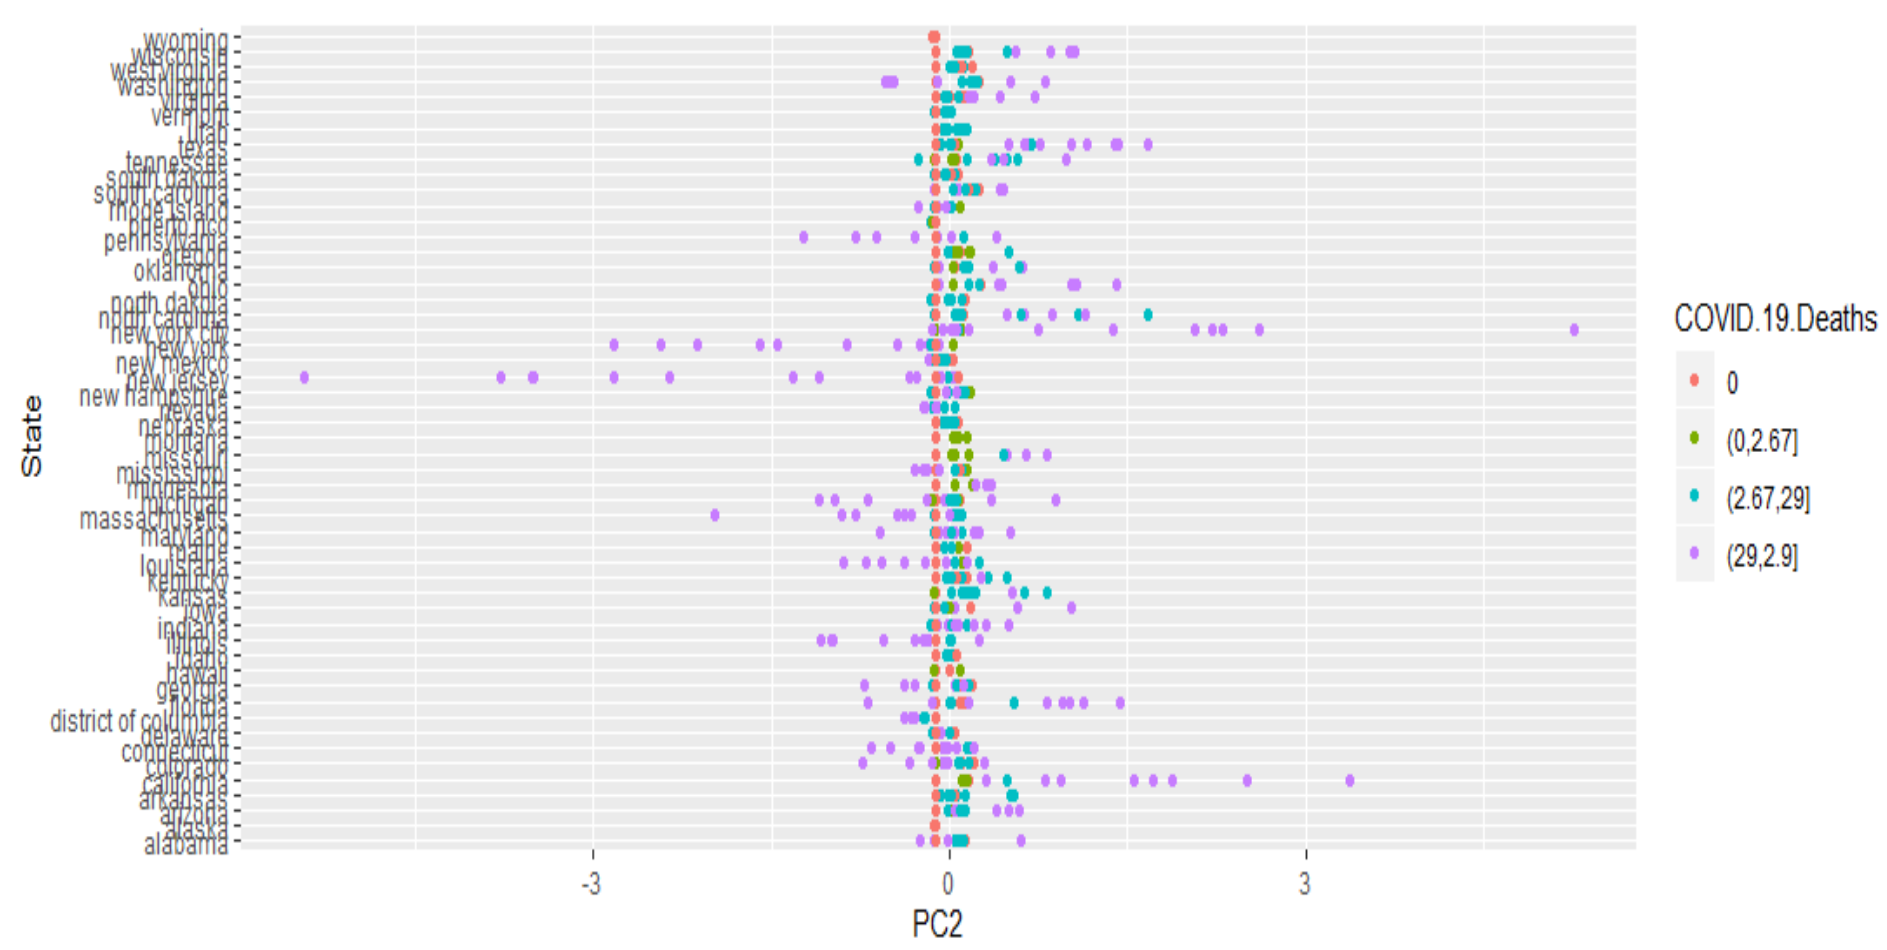 wyoming
wisconsin
west virginia
washington
virginia
vermont
utah
texas
tennessee
south dakota
south carolina
rhode island
puerto rico
pennsylvania
oregon
oklahoma
ohio
north dakota
north carolina
new york city
new york
new mexico
new jersey
new hampshire
nevada
nebraska
montana
missouri
mississippi
minnesota
michigan
massachusetts
maryland
maine
louisiana
kentucky
kansas
iowa
indiana
illinois
idaho
hawaii
georgia
florida
district of columbia
delaware
connecticut
colorado
california
arkansas
arizona
alaska
alabama
State
-3 0 3
PC2
COVID.19.Deaths
0
(0,2.67]
(2.67,29]
(29,2.9]